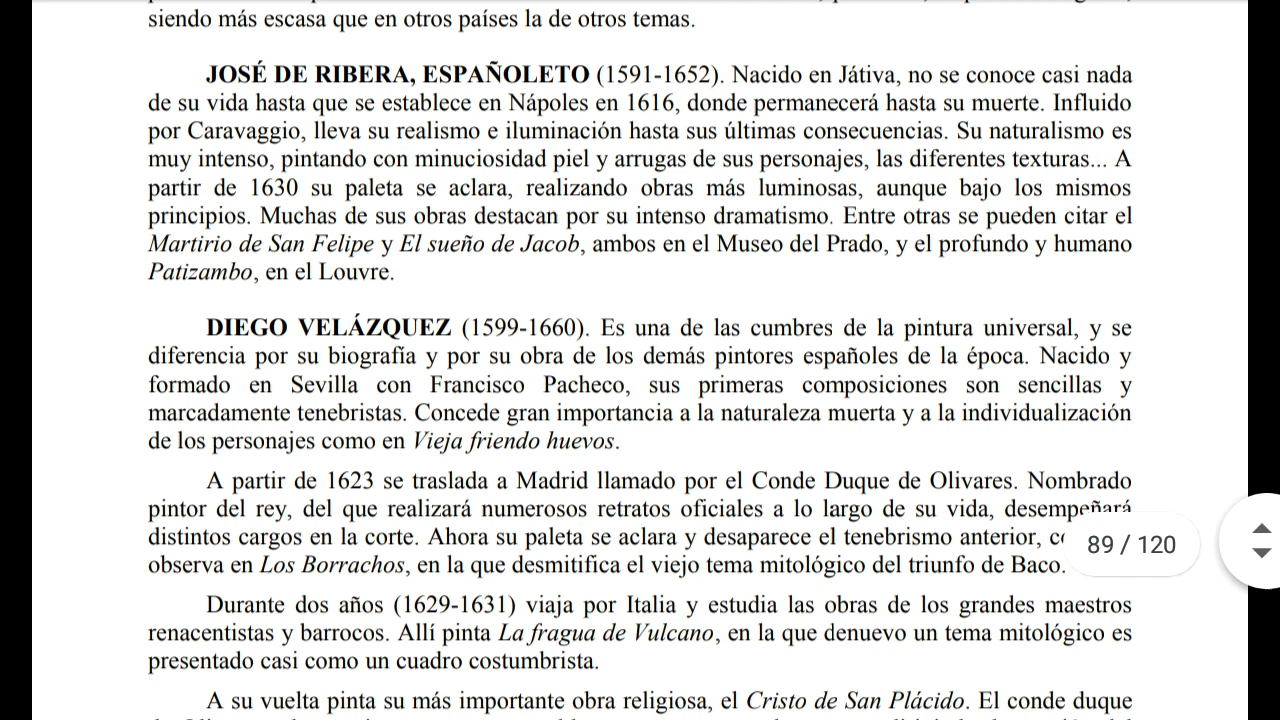 siendo más escasa que en otros países la de otros temas.
JOSÉ DE RIBERA, ESPAÑOLETO (1591-1652). Nacido en Játiva, no se conoce casi nada
de su vida hasta que se establece en Nápoles en 1616, donde permanecerá hasta su muerte. Influido
por Caravaggio, lleva su realismo e iluminación hasta sus últimas consecuencias. Su naturalismo es
muy intenso, pintando con minuciosidad piel y arrugas de sus personajes, las diferentes texturas... A
partir de 1630 su paleta se aclara, realizando obras más luminosas, aunque bajo los mismos
principios. Muchas de sus obras destacan por su intenso dramatismo. Entre otras se pueden citar el
Martirio de San Felipe y El sueño de Jacob, ambos en el Museo del Prado, y el profundo y humano
Patizambo, en el Louvre.
DIEGO VELÁZQUEZ (1599-1660). Es una de las cumbres de la pintura universal, y se
diferencia por su biografía y por su obra de los demás pintores españoles de la época. Nacido y
formado en Sevilla con Francisco Pacheco, sus primeras composiciones son sencillas y
marcadamente tenebristas. Concede gran importancia a la naturaleza muerta y a la individualización
de los personajes como en Vieja friendo huevos.
A partir de 1623 se traslada a Madrid llamado por el Conde Duque de Olivares. Nombrado
pintor del rey, del que realizará numerosos retratos oficiales a lo largo de su vida, desempeñará
distintos cargos en la corte. Ahora su paleta se aclara y desaparece el tenebrismo anterior,
observa en Los Borrachos, en la que desmitifica el viejo tema mitológico del triunfo de Baco.
89 / 120
Durante dos años (1629-1631) viaja por Italia y estudia las obras de los grandes maestros
renacentistas y barrocos. Allí pinta La fragua de Vulcano, en la que denuevo un tema mitológico es
presentado casi como un cuadro costumbrista.
A su vuelta pinta su más importante obra religiosa, el Cristo de San Plácido. El conde duque